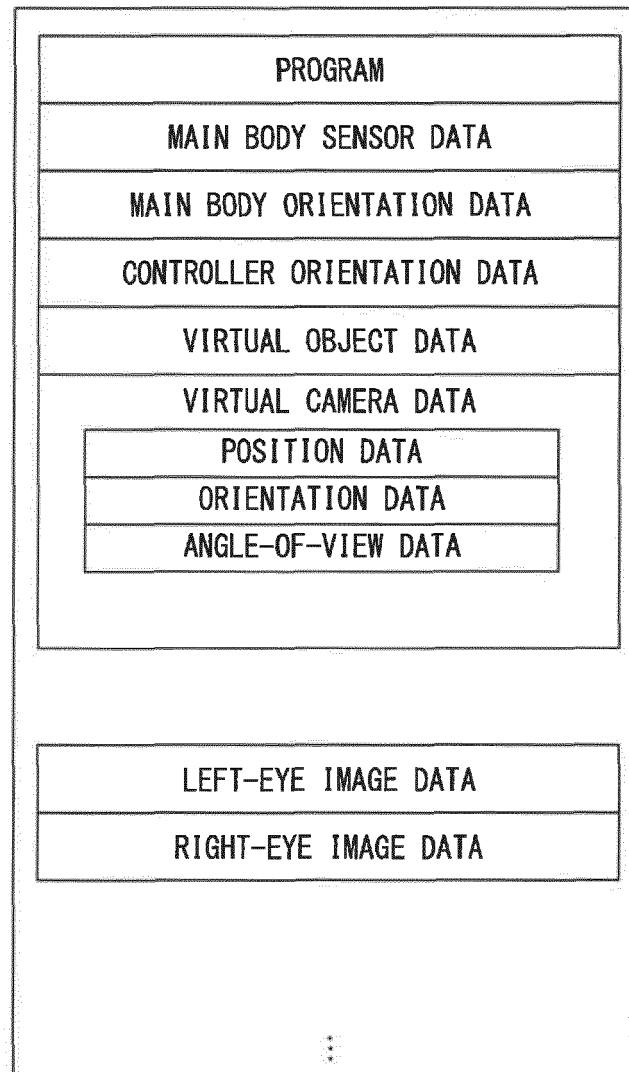 PROGRAM
MAIN BODY SENSOR DATA
MAIN BODY ORIENTATION DATA
CONTROLLER ORIENTATION DATA
VIRTUAL OBJECT DATA
VIRTUAL CAMERA DATA
POSITION DATA
ORIENTATION DATA
ANGLE-OF-VIEW DATA
LEFT-EYE IMAGE DATA
RIGHT-EYE IMAGE DATA
⋮